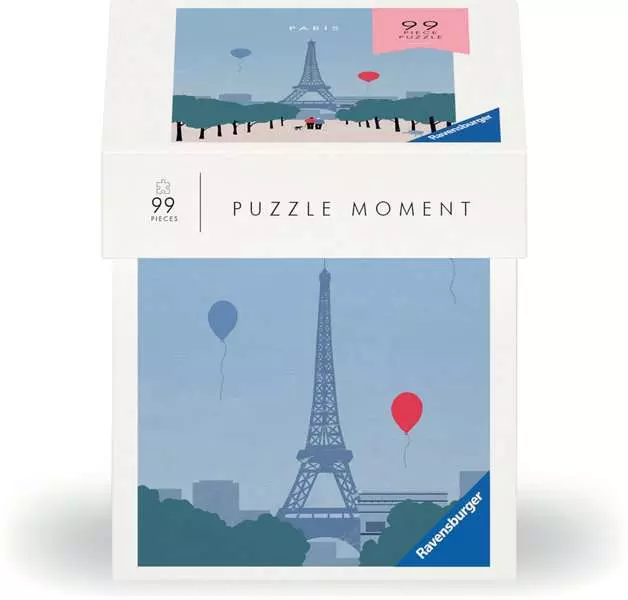 PARIS
99
PIECE
PUZZLE
Ravensburger
99
PIECES
PUZZLE MOMENT
Ravensburger